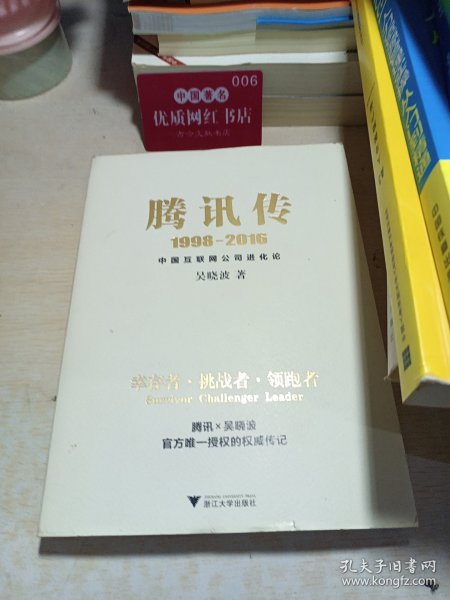 006
中国著名
优质网红书店
腾讯传
1998-2016
中国互联网公司进化论
吴晓波 著
幸存者·挑战者·领跑者
Survivor Challenger Leader
腾讯×吴晓波
官方唯一授权的权威传记
ZHEJIANG UNIVERSITY PRESS
浙江大学出版社
孔夫子旧书网
www.kongfz.com